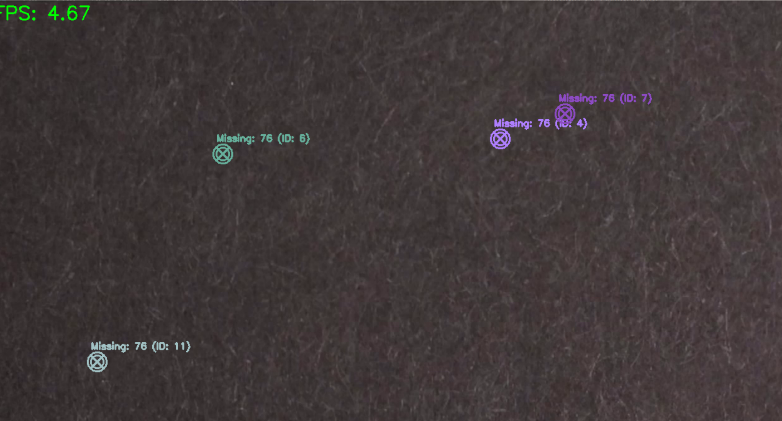 FPS: 4.67
Missing: 76 (ID: 7)
Missing: 76 (ID: 4)
Missing: 76 (ID: 6)
Missing: 76 (ID: 11)